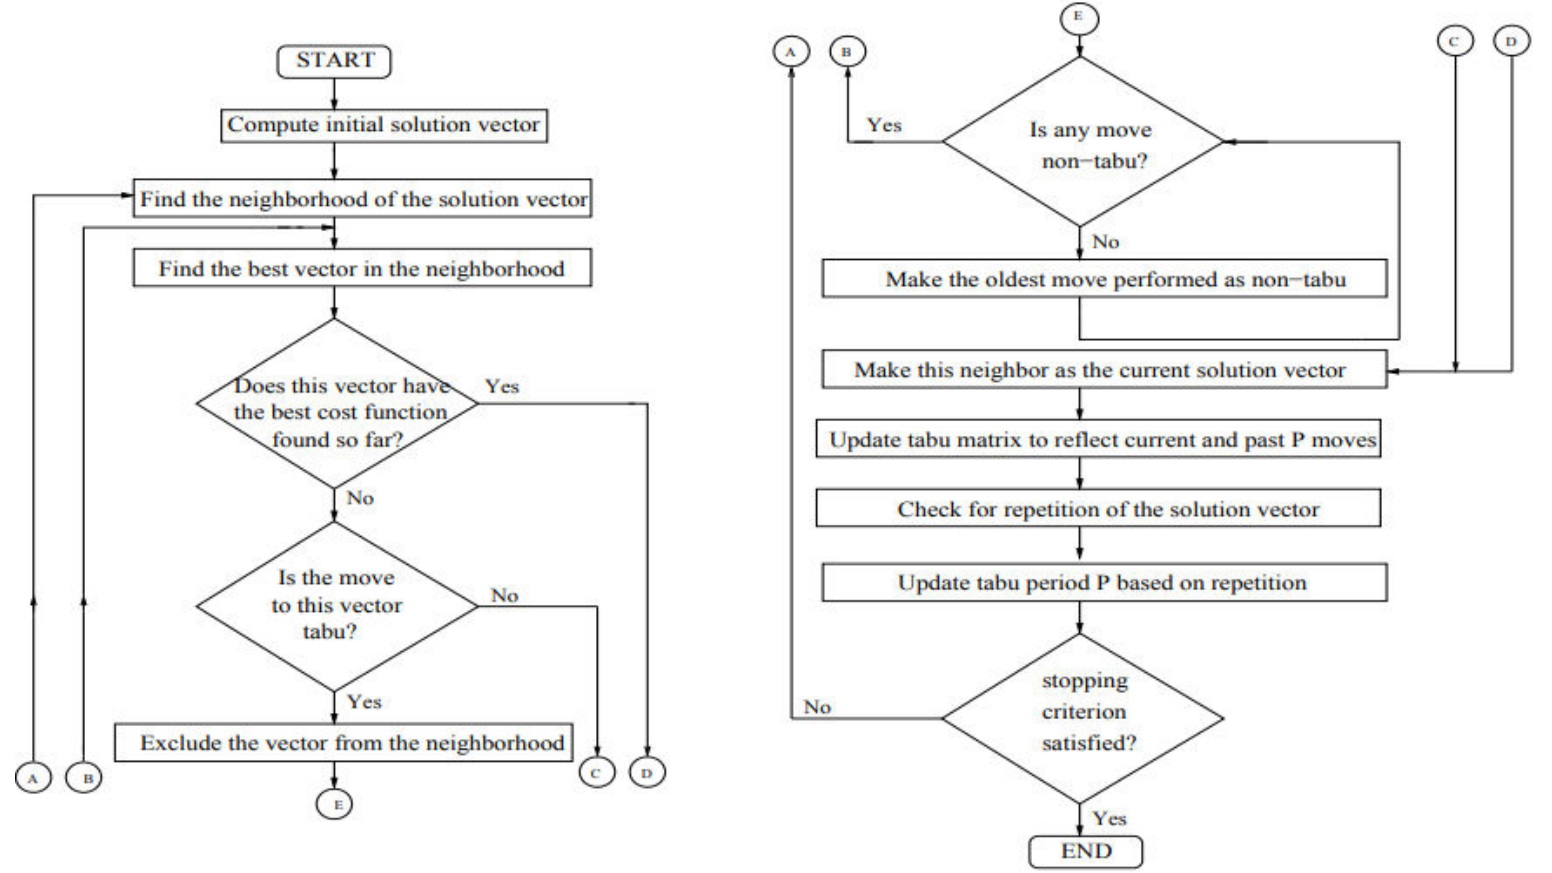 START
Compute initial solution vector
Find the neighborhood of the solution vector
Find the best vector in the neighborhood
Does this vector have
the best cost function
found so far?
Yes
No
Is the move
to this vector
tabu?
No
Yes
Exclude the vector from the neighborhood
A
B
C
D
E
A
B
E
C
D
Is any move
non−tabu?
Yes
No
Make the oldest move performed as non−tabu
Make this neighbor as the current solution vector
Update tabu matrix to reflect current and past P moves
Check for repetition of the solution vector
Update tabu period P based on repetition
stopping
criterion
satisfied?
No
Yes
END